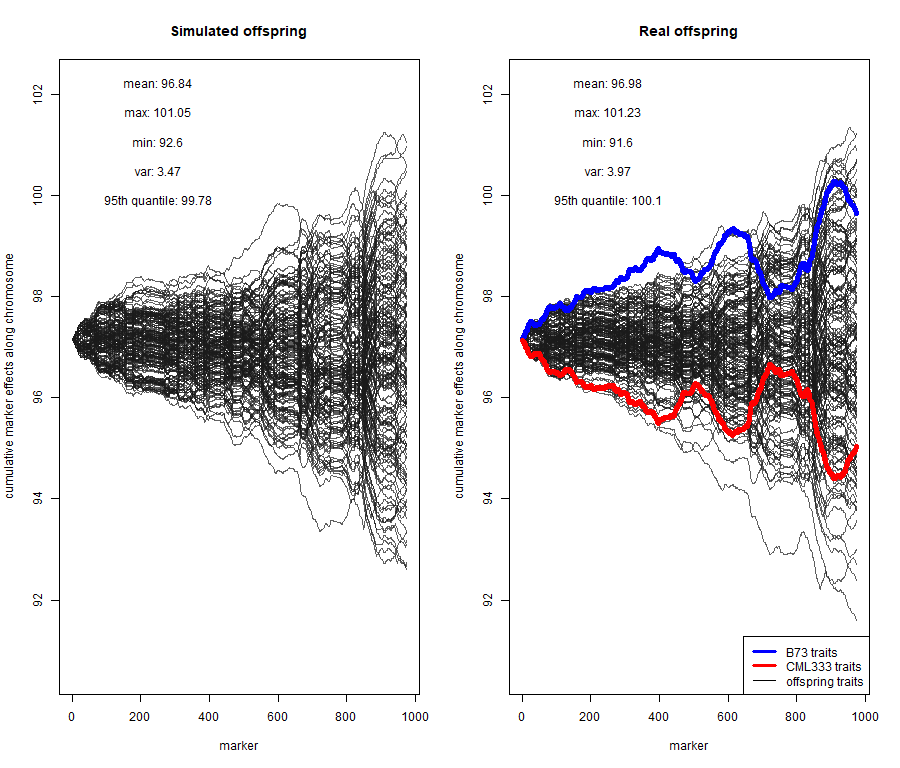 Simulated offspring
mean: 96.84
max: 101.05
min: 92.6
var: 3.47
95th quantile: 99.78
cumulative marker effects along chromosome
102
100
98
96
94
92
0 200 400 600 800 1000
marker
Real offspring
mean: 96.98
max: 101.23
min: 91.6
var: 3.97
95th quantile: 100.1
cumulative marker effects along chromosome
102
100
98
96
94
92
B73 traits
CML333 traits
offspring traits
0 200 400 600 800 1000
marker